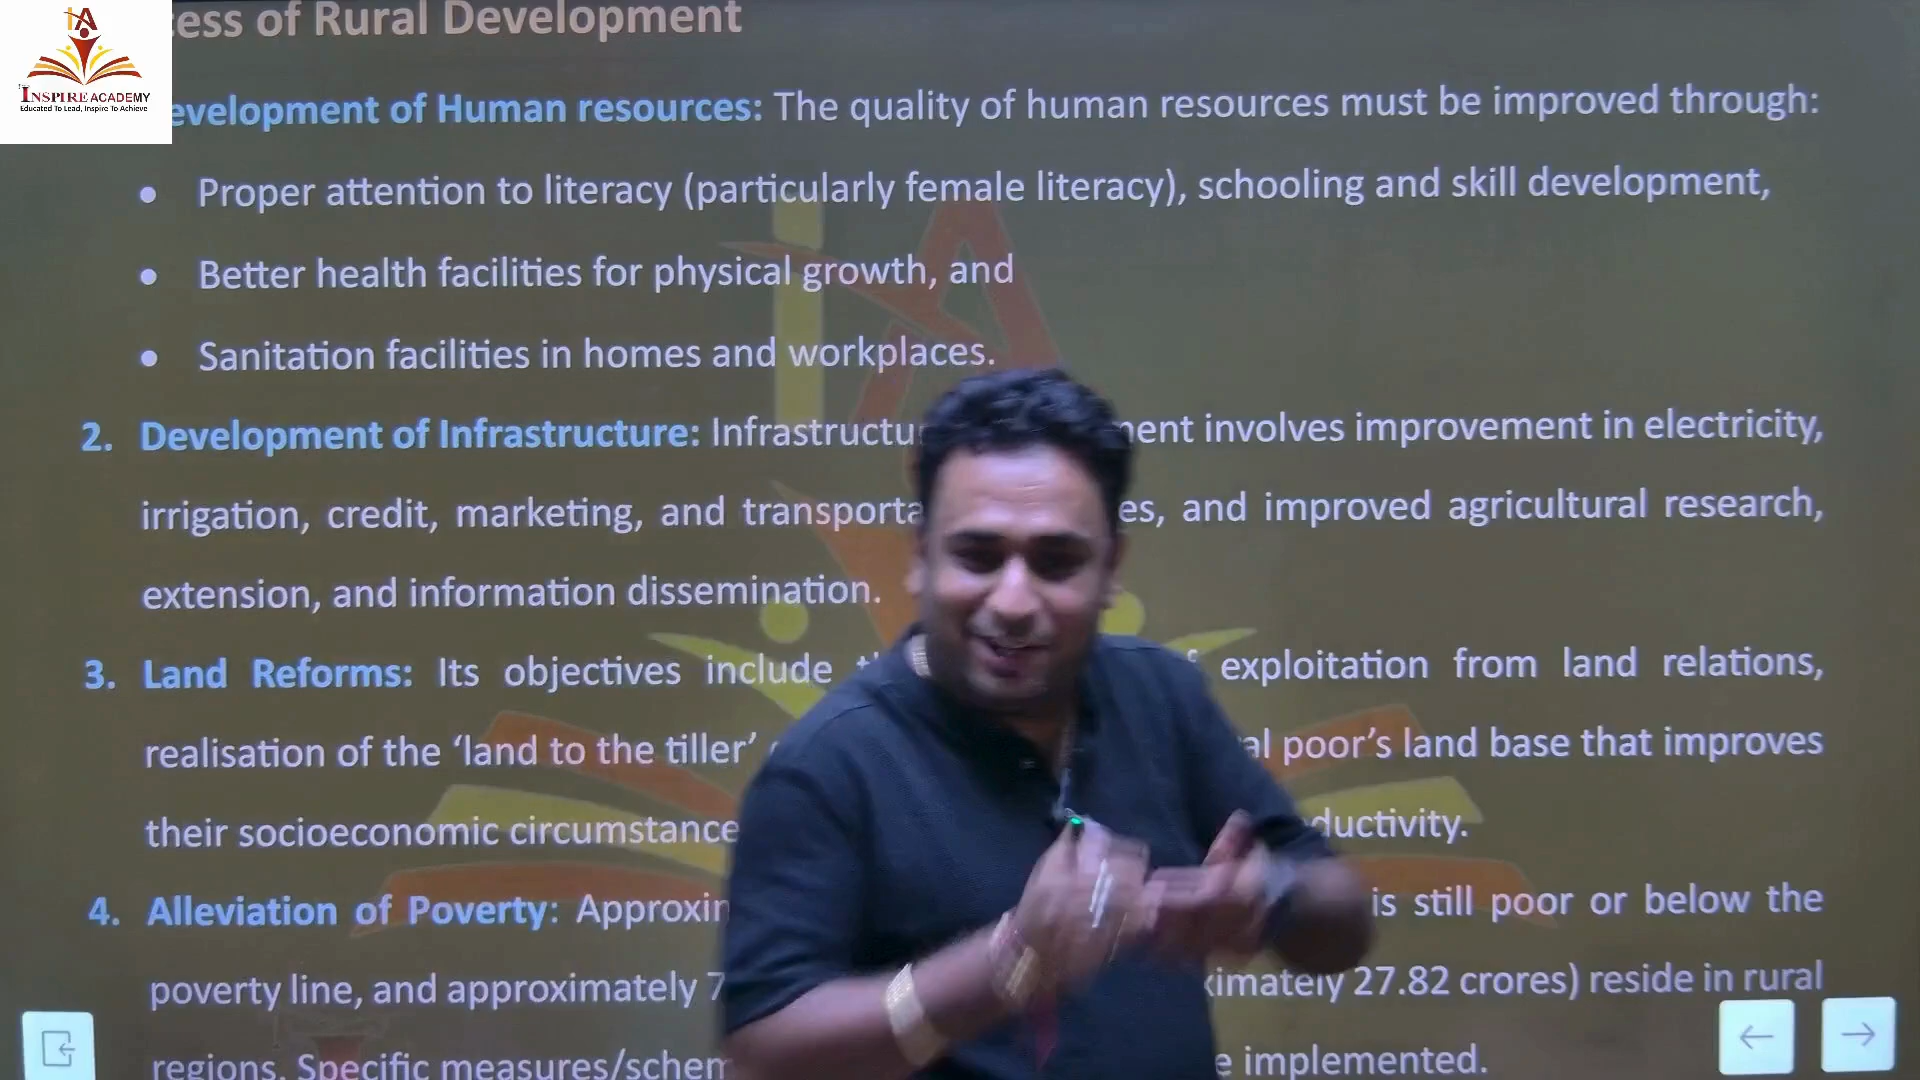 IA
THE INSPIRE ACADEMY
Educated To Lead, Inspire To Achieve
cess of Rural Development
evelopment of Human resources: The quality of human resources must be improved through:
• Proper attention to literacy (particularly female literacy), schooling and skill development,
• Better health facilities for physical growth, and
• Sanitation facilities in homes and workplaces.
2. Development of Infrastructure: Infrastructu ment involves improvement in electricity,
irrigation, credit, marketing, and transporta es, and improved agricultural research,
extension, and information dissemination.
3. Land Reforms: Its objectives include exploitation from land relations,
realisation of the ‘land to the tiller’ al poor’s land base that improves
their socioeconomic circumstance ductivity.
4. Alleviation of Poverty: Approxin is still poor or below the
poverty line, and approximately 7 ximately 27.82 crores) reside in rural
regions. Specific measures/schem e implemented.